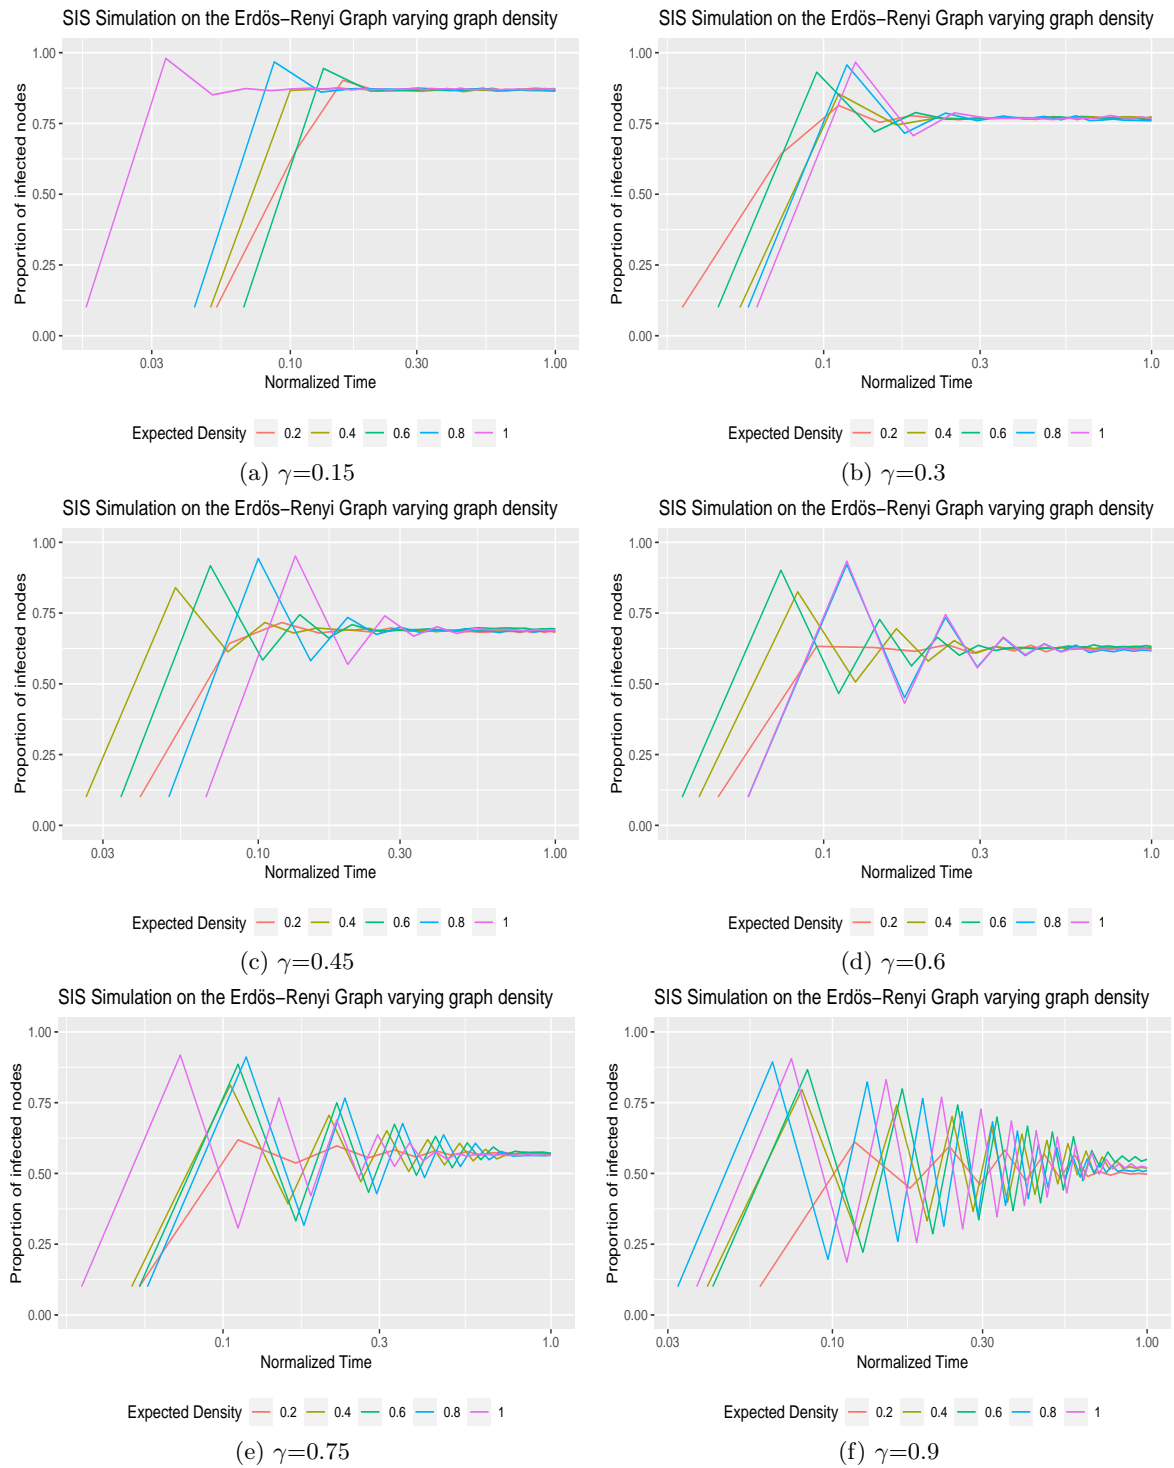 SIS Simulation on the Erdös−Renyi Graph varying graph density
Proportion of infected nodes
1.00
0.75
0.50
0.25
0.00
0.03 0.10 0.30 1.00
Normalized Time
Expected Density 0.2 0.4 0.6 0.8 1
(a) γ=0.15
SIS Simulation on the Erdös−Renyi Graph varying graph density
Proportion of infected nodes
1.00
0.75
0.50
0.25
0.00
0.1 0.3 1.0
Normalized Time
Expected Density 0.2 0.4 0.6 0.8 1
(b) γ=0.3
SIS Simulation on the Erdös−Renyi Graph varying graph density
Proportion of infected nodes
1.00
0.75
0.50
0.25
0.00
0.03 0.10 0.30 1.00
Normalized Time
Expected Density 0.2 0.4 0.6 0.8 1
(c) γ=0.45
SIS Simulation on the Erdös−Renyi Graph varying graph density
Proportion of infected nodes
1.00
0.75
0.50
0.25
0.00
0.1 0.3 1.0
Normalized Time
Expected Density 0.2 0.4 0.6 0.8 1
(d) γ=0.6
SIS Simulation on the Erdös−Renyi Graph varying graph density
Proportion of infected nodes
1.00
0.75
0.50
0.25
0.00
0.1 0.3 1.0
Normalized Time
Expected Density 0.2 0.4 0.6 0.8 1
(e) γ=0.75
SIS Simulation on the Erdös−Renyi Graph varying graph density
Proportion of infected nodes
1.00
0.75
0.50
0.25
0.00
0.03 0.10 0.30 1.00
Normalized Time
Expected Density 0.2 0.4 0.6 0.8 1
(f) γ=0.9